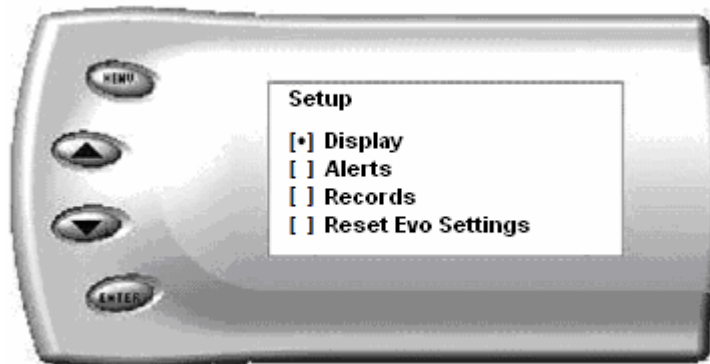 MENU
Setup
[•] Display
[ ] Alerts
[ ] Records
[ ] Reset Evo Settings
ENTER